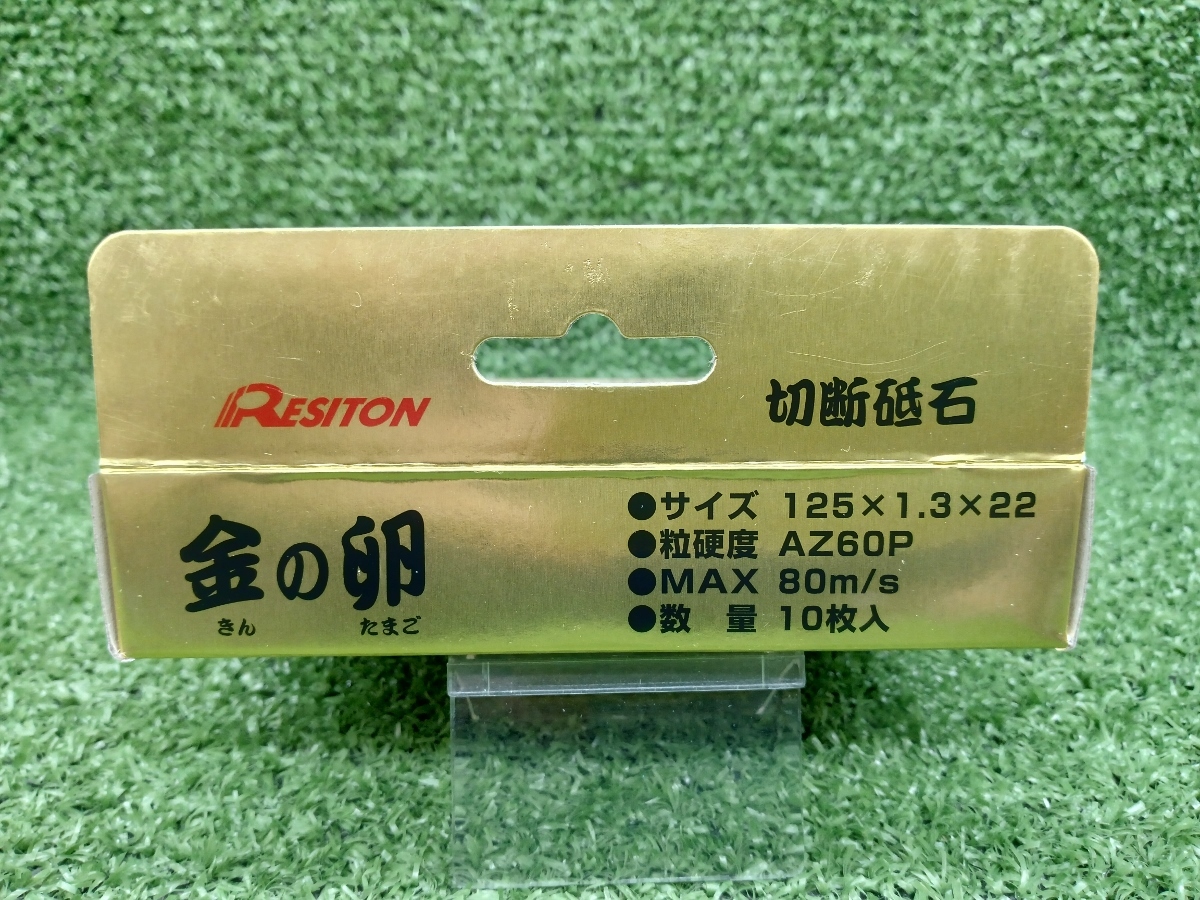 RESITON
切断砥石
金の卵
きん たまご
●サイズ 125×1.3×22
●粒硬度 AZ60P
●MAX 80m/s
●数 量 10枚入